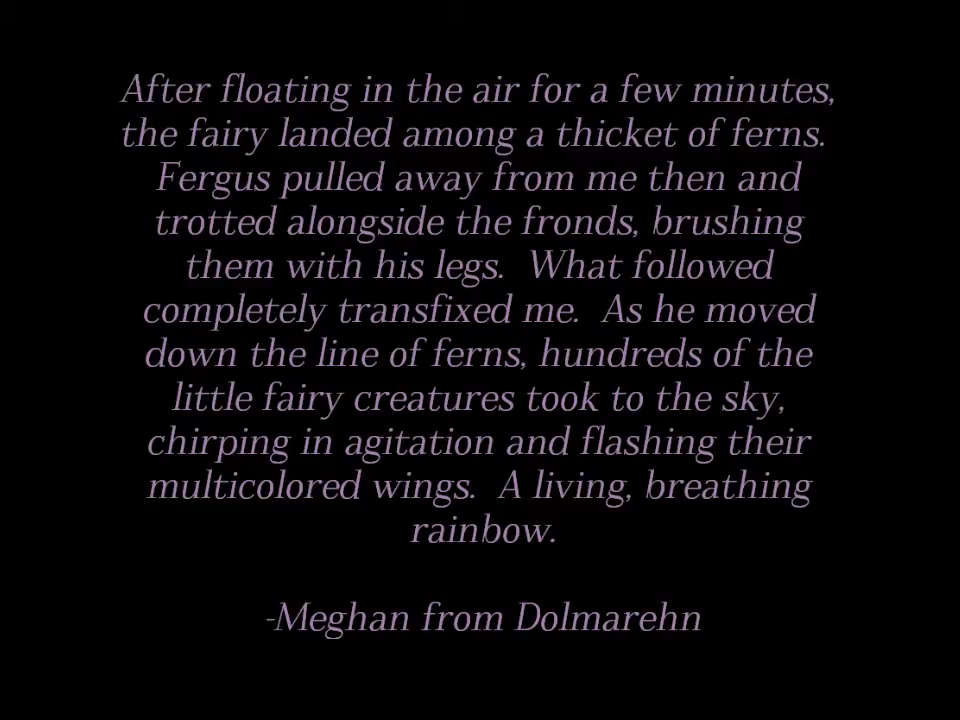 After floating in the air for a few minutes,
the fairy landed among a thicket of ferns.
Fergus pulled away from me then and
trotted alongside the fronds, brushing
them with his legs.  What followed
completely transfixed me.  As he moved
down the line of ferns, hundreds of the
little fairy creatures took to the sky,
chirping in agitation and flashing their
multicolored wings.  A living, breathing
rainbow.
-Meghan from Dolmarehn